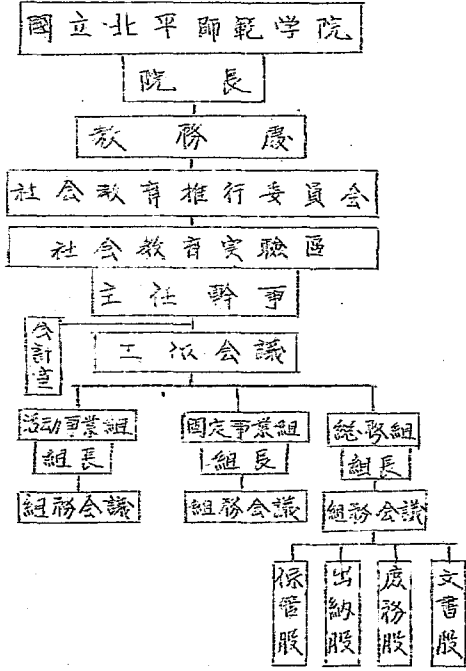 國立北平師範学院
院長
教務處
社会教育推行委員会
社会教育实驗區
主任幹事
会計室
工作会議
活动事業組
固定事業組
總務組
組長
組長
組長
組務会議
組務会議
組務会議
保管股
出納股
庶務股
文書股